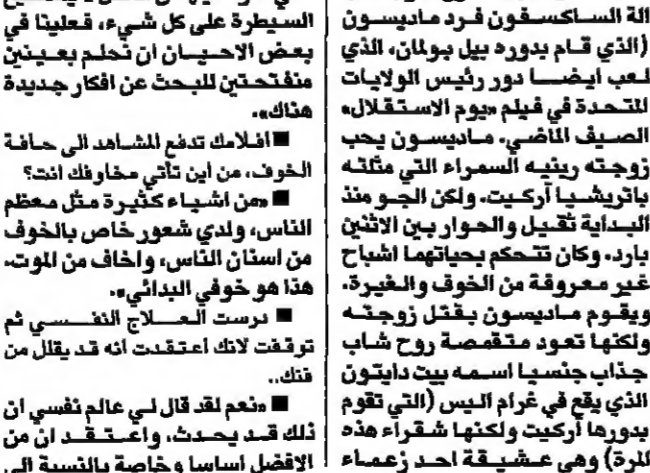 آلة الساكسفون فرد ماديسون
(الذي قام بدوره بيل بولمان، الذي
لعب ايضا دور رئيس الولايات
المتحدة في فيلم «يوم الاستقلال»
الصيف الماضي. ماديسون يحب
زوجته رينيه السمراء التي مثلته
باتريشيا آركيت، ولكن الجو منذ
البداية ثقيل والحوار بين الاثنين
بارد، وكان تتحكم بحياتهما اشباح
غير معروفة من الخوف والغيرة.
ويقوم ماديسون بقتل زوجته
ولكنها تعود متقمصة روح شاب
جذاب جنسيا اسمه بيت دايتون
الذي يقع في غرام اليس (التي تقوم
بدورها آركيت ولكنها شقراء هذه
المرة) وهي عشيقة احد زعماء
السيطرة على كل شيء، فعلينا في
بعض الاحيان ان نحلم بعينين
منفتحتين للبحث عن افكار جديدة
هناك».
■ افلامك تدفع المشاهد الى حافة
الخوف، من اين تأتي مخاوفك انت؟
■ «من اشياء كثيرة مثل معظم
الناس، ولدي شعور خاص بالخوف
من اسنان الناس، واخاف من الموت،
هذا هو خوفي البدائي».
■ درست العلاج النفسي ثم
توقفت لانك أعتقدت انه قد يقلل من
فنك..
■ «نعم لقد قال لي عالم نفسي ان
ذلك قد يحدث، واعتقد ان من
الافضل أساسا وخاصة بالنسبة الى